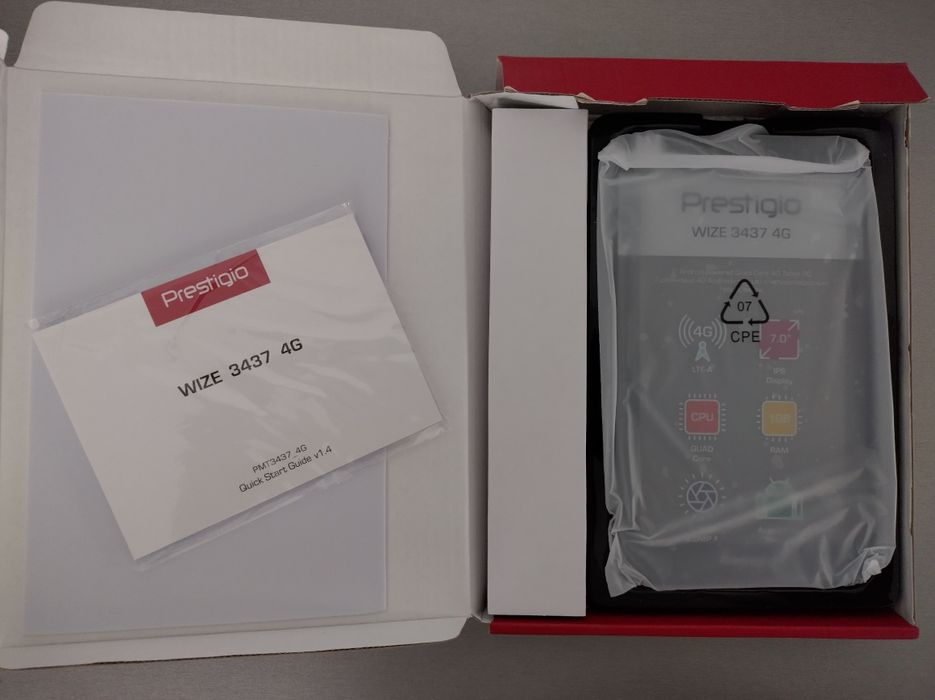 Prestigio
WIZE 3437 4G
PMT3437_4G
Quick Start Guide v1.4
Prestigio
WIZE 3437 4G
07
CPE
4G
LTE-A
7.0"
IPS
Display
CPU
QUAD
Core
1GB
RAM